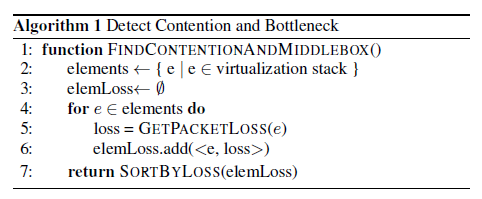 Algorithm 1 Detect Contention and Bottleneck
1: function FINDCONTENTIONANDMIDDLEBOX()
2: elements ← { e | e ∈ virtualization stack }
3: elemLoss← ∅
4: for e ∈ elements do
5: loss = GETPACKETLOSS(e)
6: elemLoss.add(<e, loss>)
7: return SORTBYLOSS(elemLoss)